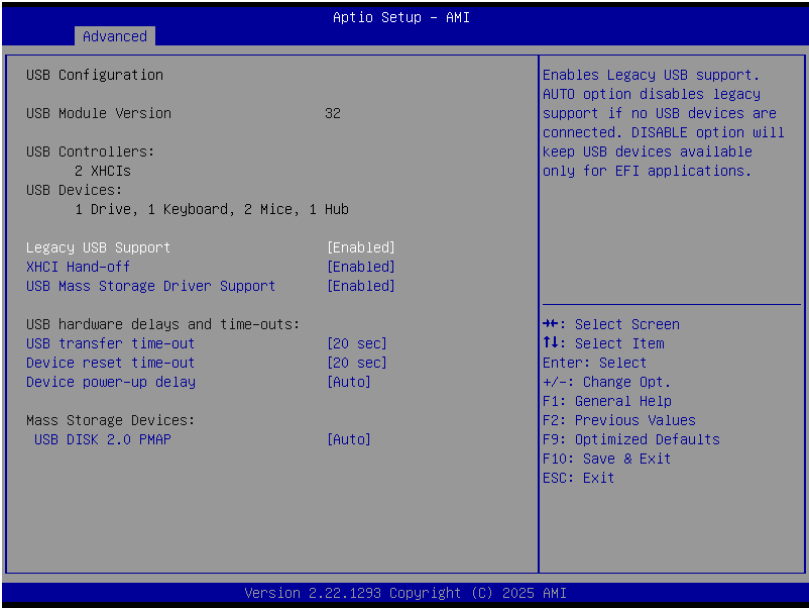 Aptio Setup – AMI
Advanced
USB Configuration
USB Module Version 32
USB Controllers:
2 XHCIs
USB Devices:
1 Drive, 1 Keyboard, 2 Mice, 1 Hub
Legacy USB Support [Enabled]
XHCI Hand-off [Enabled]
USB Mass Storage Driver Support [Enabled]
USB hardware delays and time-outs:
USB transfer time-out [20 sec]
Device reset time-out [20 sec]
Device power-up delay [Auto]
Mass Storage Devices:
USB DISK 2.0 PMAP [Auto]
Enables Legacy USB support.
AUTO option disables legacy
support if no USB devices are
connected. DISABLE option will
keep USB devices available
only for EFI applications.
→←: Select Screen
↑↓: Select Item
Enter: Select
+/-: Change Opt.
F1: General Help
F2: Previous Values
F9: Optimized Defaults
F10: Save & Exit
ESC: Exit
Version 2.22.1293 Copyright (C) 2025 AMI